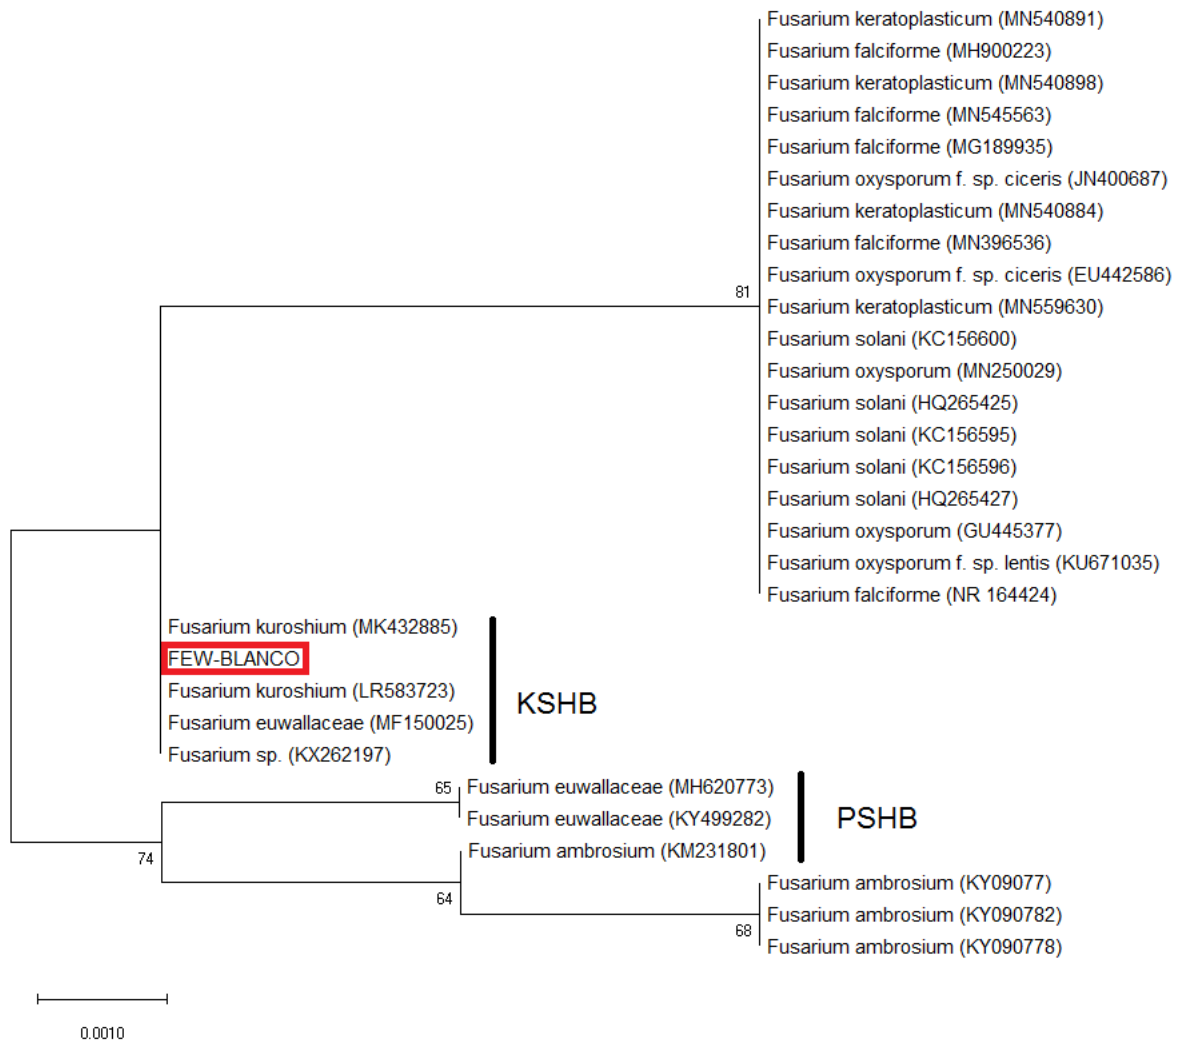 Fusarium keratoplasticum (MN540891)
Fusarium falciforme (MH900223)
Fusarium keratoplasticum (MN540898)
Fusarium falciforme (MN545563)
Fusarium falciforme (MG189935)
Fusarium oxysporum f. sp. ciceris (JN400687)
Fusarium keratoplasticum (MN540884)
Fusarium falciforme (MN396536)
Fusarium oxysporum f. sp. ciceris (EU442586)
81
Fusarium keratoplasticum (MN559630)
Fusarium solani (KC156600)
Fusarium oxysporum (MN250029)
Fusarium solani (HQ265425)
Fusarium solani (KC156595)
Fusarium solani (KC156596)
Fusarium solani (HQ265427)
Fusarium oxysporum (GU445377)
Fusarium oxysporum f. sp. lentis (KU671035)
Fusarium falciforme (NR 164424)
Fusarium kuroshium (MK432885)
FEW-BLANCO
Fusarium kuroshium (LR583723)
Fusarium euwallaceae (MF150025)
Fusarium sp. (KX262197)
KSHB
65
Fusarium euwallaceae (MH620773)
Fusarium euwallaceae (KY499282)
Fusarium ambrosium (KM231801)
PSHB
74
64
Fusarium ambrosium (KY09077)
Fusarium ambrosium (KY090782)
68
Fusarium ambrosium (KY090778)
0.0010